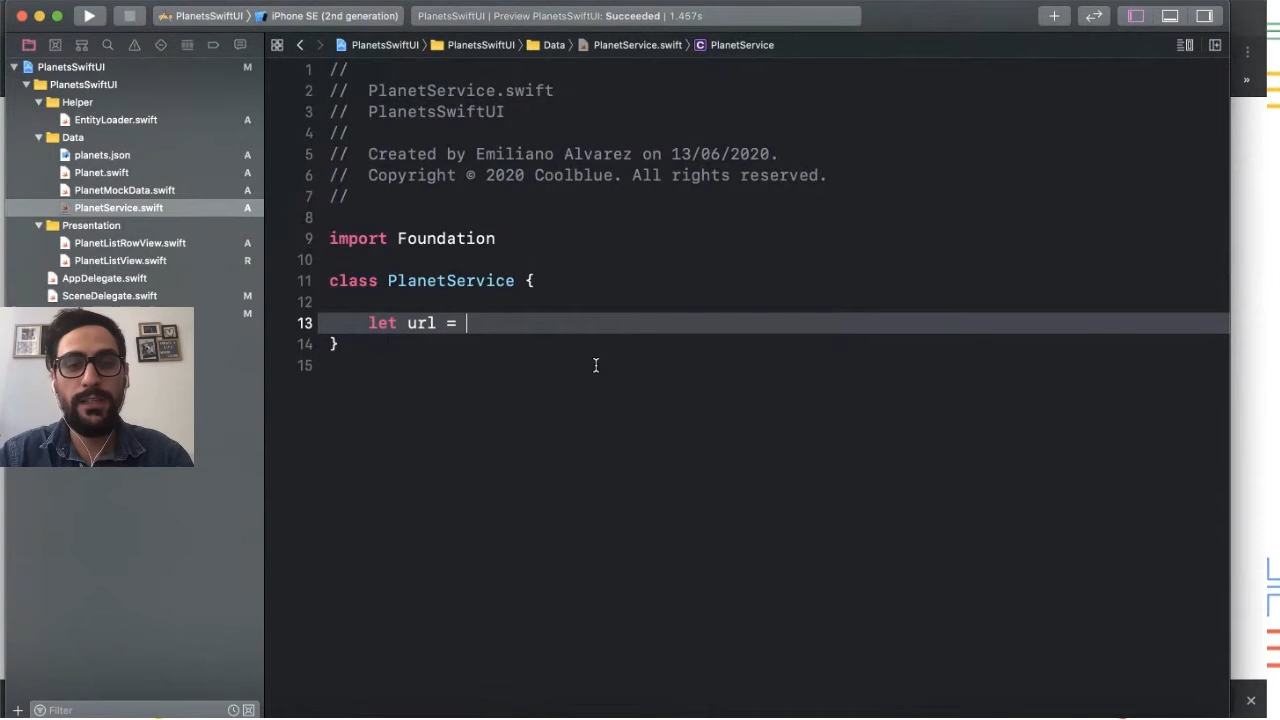 PlanetsSwiftUI
iPhone SE (2nd generation)
PlanetsSwiftUI | Preview PlanetsSwiftUI: Succeeded | 1.457s
PlanetsSwiftUI
PlanetsSwiftUI
Data
PlanetService.swift
C PlanetService
PlanetsSwiftUI M
PlanetsSwiftUI
Helper
EntityLoader.swift A
Data
planets.json A
Planet.swift A
PlanetMockData.swift A
PlanetService.swift A
Presentation
PlanetListRowView.swift A
PlanetListView.swift R
AppDelegate.swift
SceneDelegate.swift M
M
Filter
1 //
2 // PlanetService.swift
3 // PlanetsSwiftUI
4 //
5 // Created by Emiliano Alvarez on 13/06/2020.
6 // Copyright © 2020 Coolblue. All rights reserved.
7 //
8
9 import Foundation
10
11 class PlanetService {
12
13 let url =
14 }
15